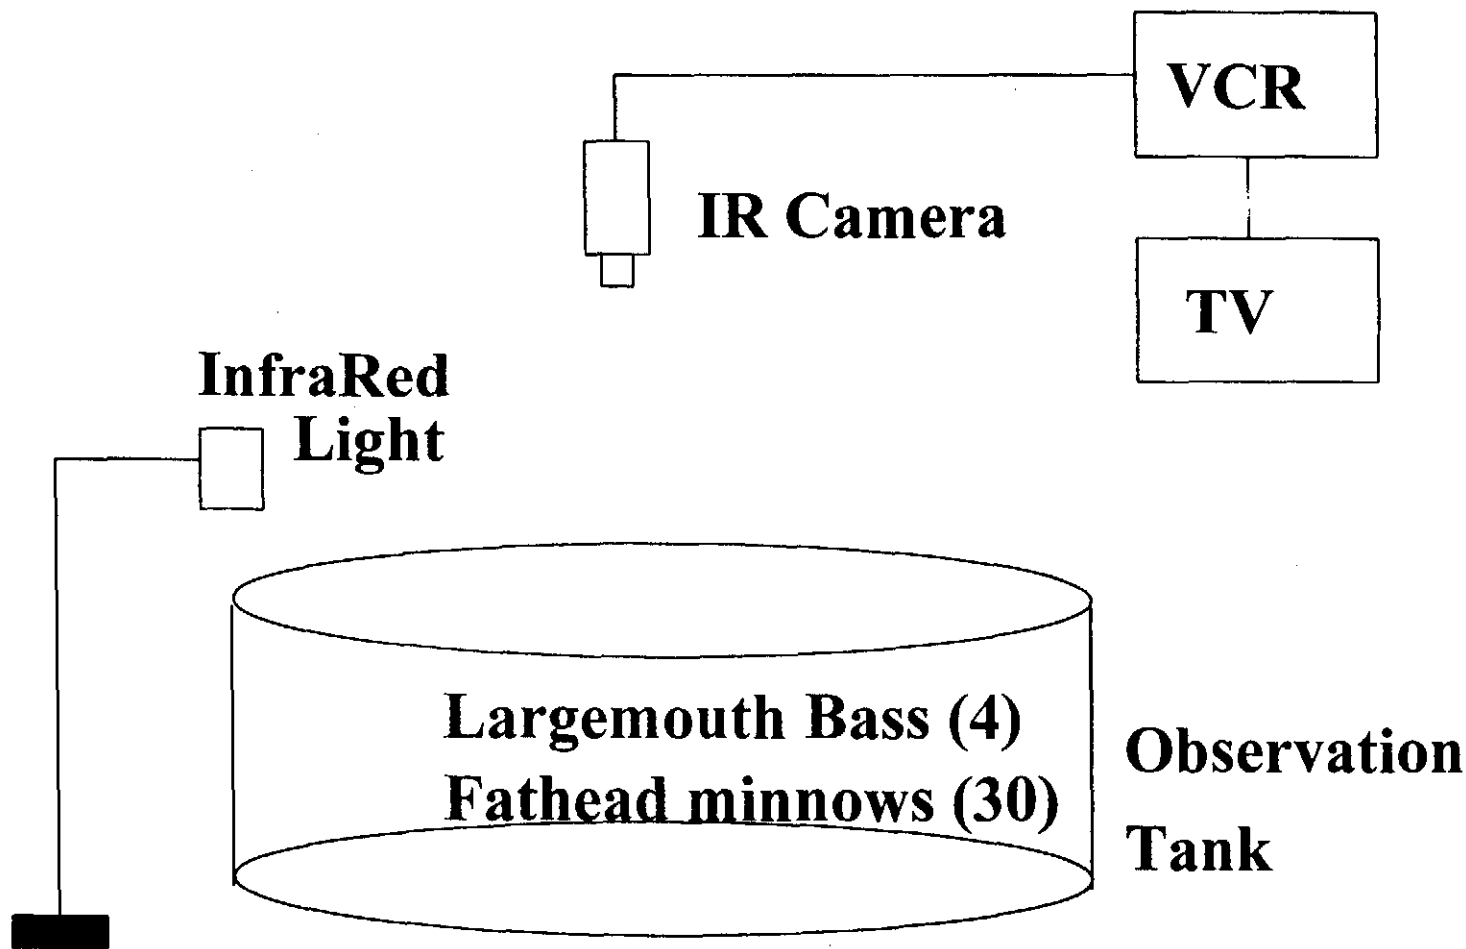 VCR
IR Camera
TV
InfraRed
Light
Largemouth Bass (4)
Fathead minnows (30)
Observation
Tank